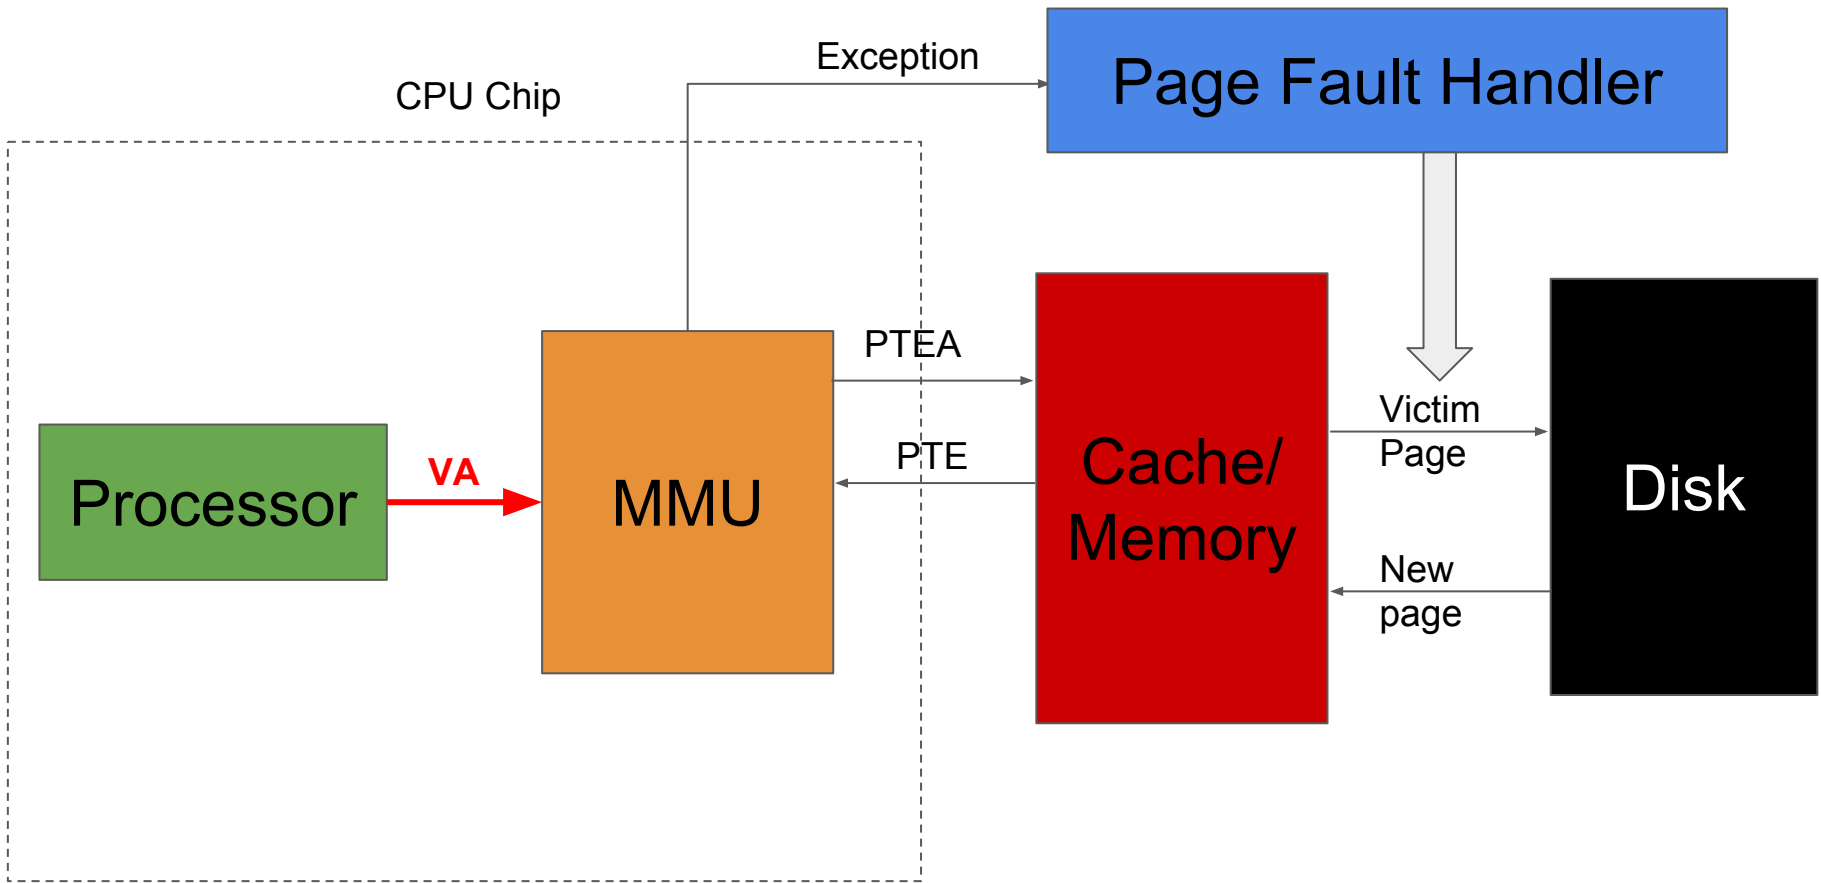 Exception
Page Fault Handler
CPU Chip
PTEA
Victim
Page
PTE
VA
Processor
MMU
Cache/
Memory
Disk
New
page